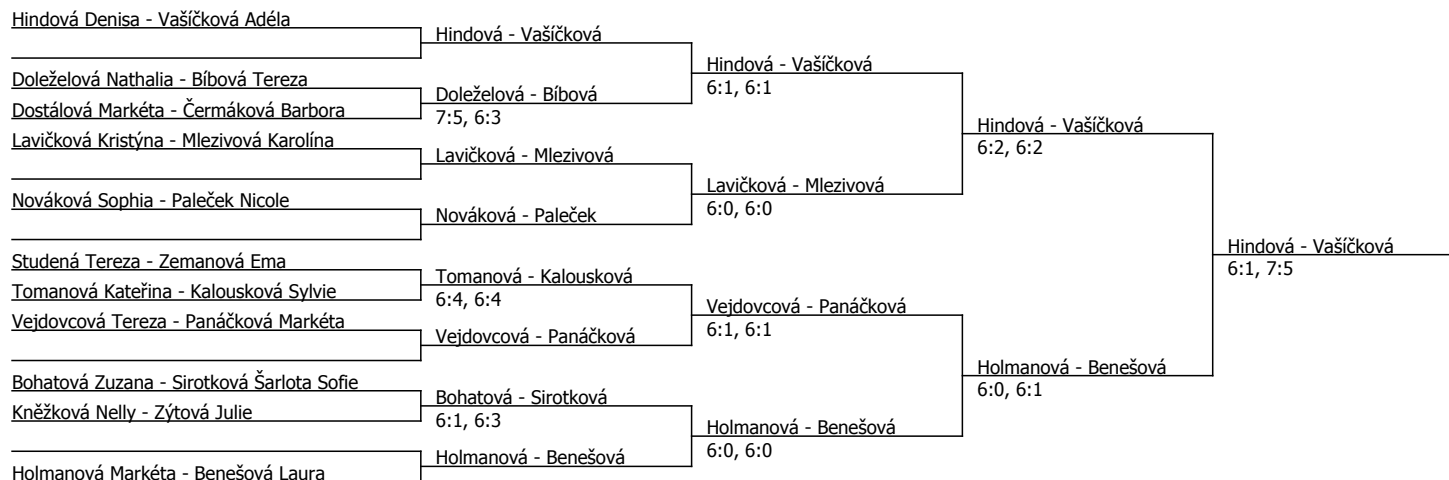 Hindová Denisa - Vašíčková Adéla
Doleželová Nathalia - Bíbová Tereza
Dostálová Markéta - Čermáková Barbora
Lavičková Kristýna - Mlezivová Karolína
Nováková Sophia - Paleček Nicole
Studená Tereza - Zemanová Ema
Tomanová Kateřina - Kalousková Sylvie
Vejdovcová Tereza - Panáčková Markéta
Bohatová Zuzana - Sirotková Šarlota Sofie
Kněžková Nelly - Zýtová Julie
Holmanová Markéta - Benešová Laura
Hindová - Vašíčková
Doleželová - Bíbová
7:5, 6:3
Lavičková - Mlezivová
Nováková - Paleček
Tomanová - Kalousková
6:4, 6:4
Vejdovcová - Panáčková
Bohatová - Sirotková
6:1, 6:3
Holmanová - Benešová
Hindová - Vašíčková
6:1, 6:1
Lavičková - Mlezivová
6:0, 6:0
Vejdovcová - Panáčková
6:1, 6:1
Holmanová - Benešová
6:0, 6:0
Hindová - Vašíčková
6:2, 6:2
Holmanová - Benešová
6:0, 6:1
Hindová - Vašíčková
6:1, 7:5